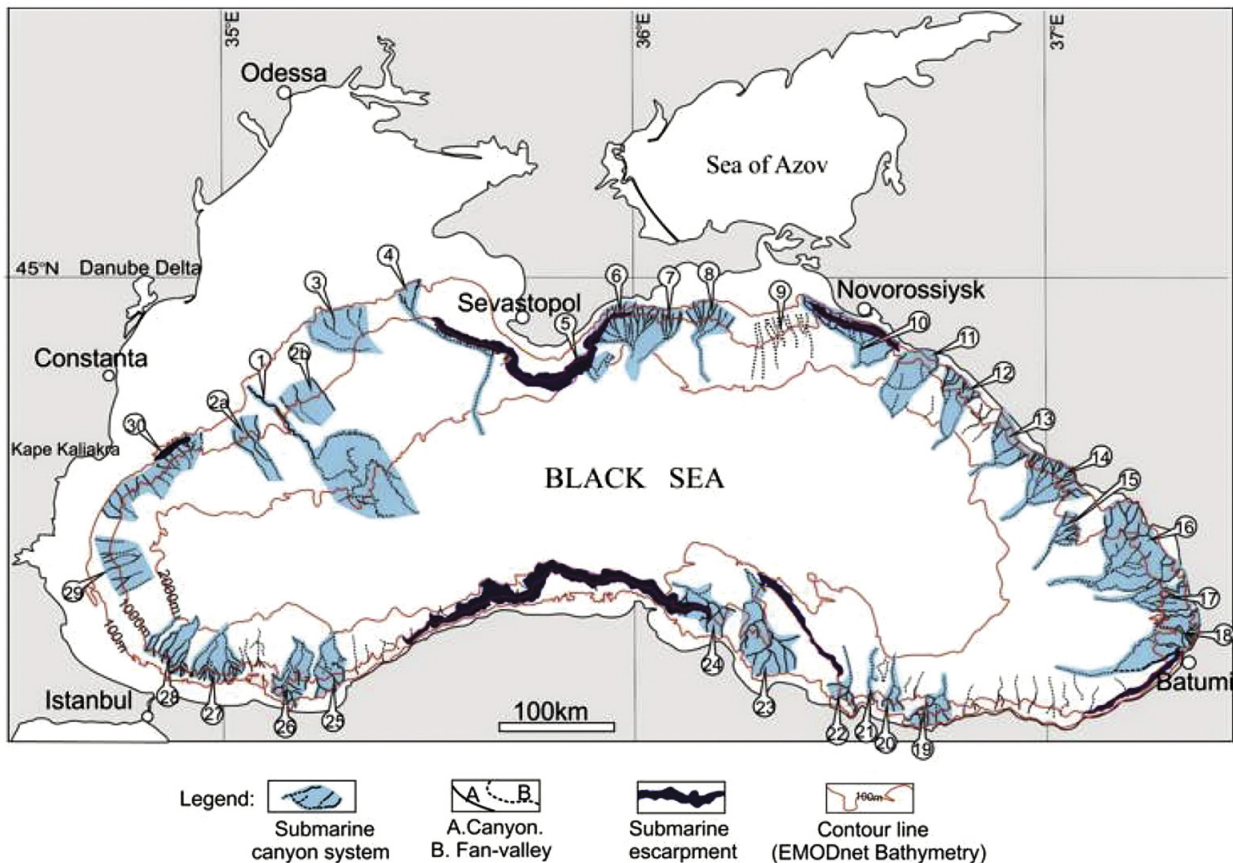 35°E
36°E
37°E
Odessa
Sea of Azov
45°N
Danube Delta
3
4
Sevastopol
6
7
8
9
Novorossiysk
5
10
11
Constanta
1
2b
12
2a
13
30
Kape Kaliakra
BLACK SEA
14
15
16
29
2000m
1000m
100m
17
18
24
Batumi
Istanbul
28
27
26
25
23
22
21
20
19
100km
Legend:
A
B
100m
Submarine
canyon system
A.Canyon.
B. Fan-valley
Submarine
escarpment
Contour line
(EMODnet Bathymetry)